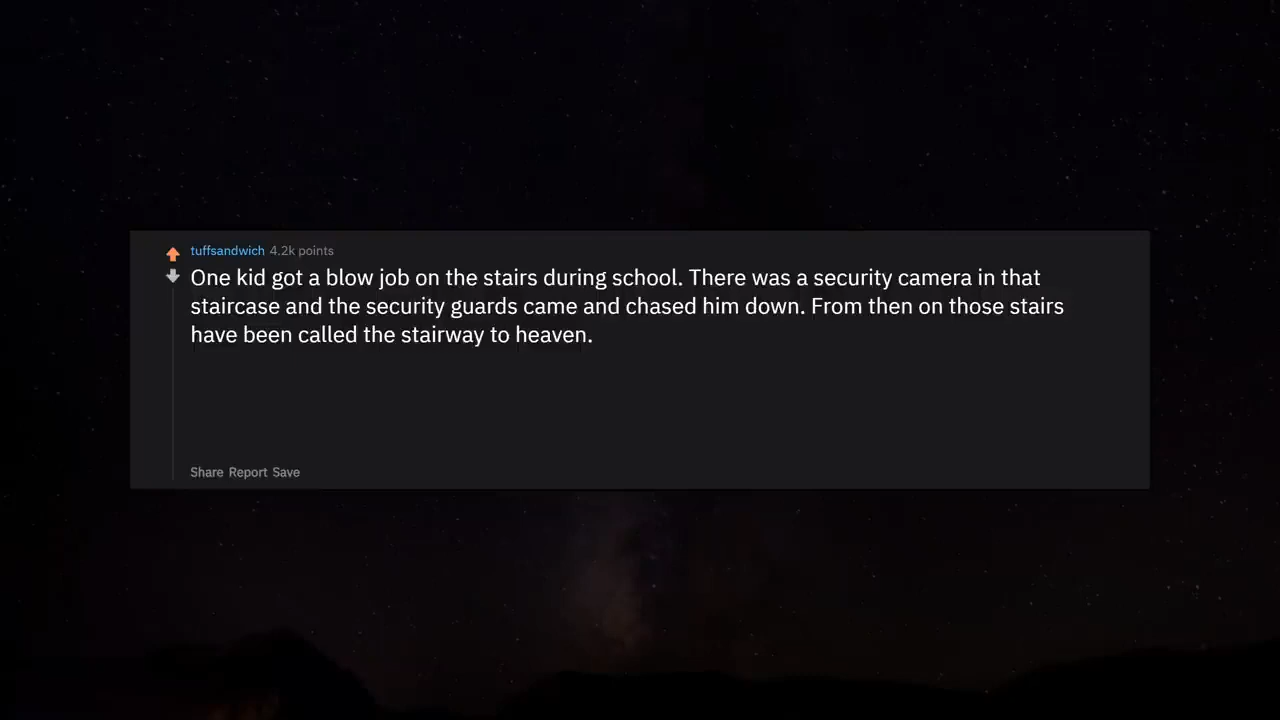 tuffsandwich 4.2k points
One kid got a blow job on the stairs during school. There was a security camera in that
staircase and the security guards came and chased him down. From then on those stairs
have been called the stairway to heaven.
Share Report Save